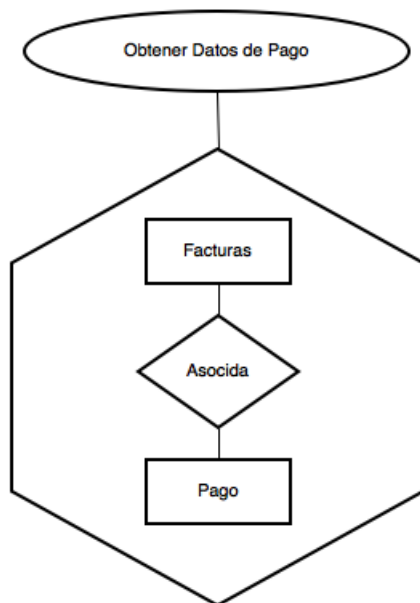 Obtener Datos de Pago
Facturas
Asocida
Pago